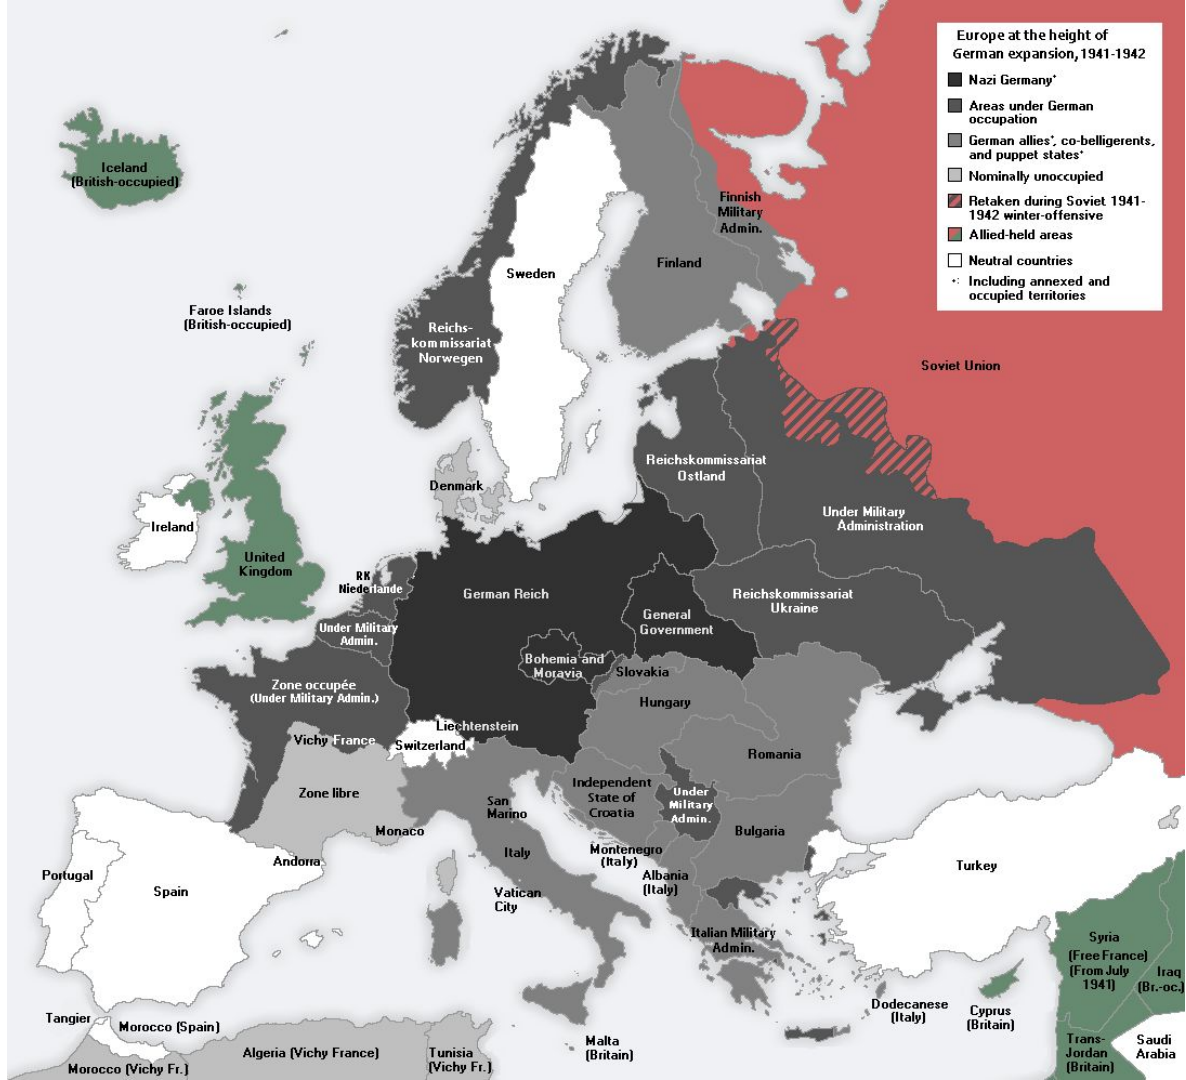 Europe at the height of
German expansion, 1941-1942
Nazi Germany⁺
Areas under German
occupation
German allies⁺, co-belligerents,
and puppet states⁺
Nominally unoccupied
Retaken during Soviet 1941-
1942 winter-offensive
Allied-held areas
Neutral countries
⁺: Including annexed and
occupied territories
Iceland
(British-occupied)
Faroe Islands
(British-occupied)
Finnish
Military
Admin.
Finland
Sweden
Reichs-
kommissariat
Norwegen
Soviet Union
Denmark
Reichskommissariat
Ostland
Under Military
Administration
Ireland
United
Kingdom
RK
Niederlande
German Reich
Reichskommissariat
Ukraine
General
Government
Under Military
Admin.
Bohemia and
Moravia
Slovakia
Zone occupée
(Under Military Admin.)
Hungary
Liechtenstein
Switzerland
Vichy France
Romania
Zone libre
Independent
State of
Croatia
Under
Military
Admin.
San
Marino
Monaco
Bulgaria
Italy
Montenegro
(Italy)
Andorra
Portugal
Spain
Albania
(Italy)
Turkey
Vatican
City
Italian Military
Admin.
Syria
(Free France)
(From July
1941)
Iraq
(Br.-oc.)
Dodecanese
(Italy)
Cyprus
(Britain)
Tangier
Morocco (Spain)
Malta
(Britain)
Algeria (Vichy France)
Tunisia
(Vichy Fr.)
Morocco (Vichy Fr.)
Trans-
Jordan
(Britain)
Saudi
Arabia